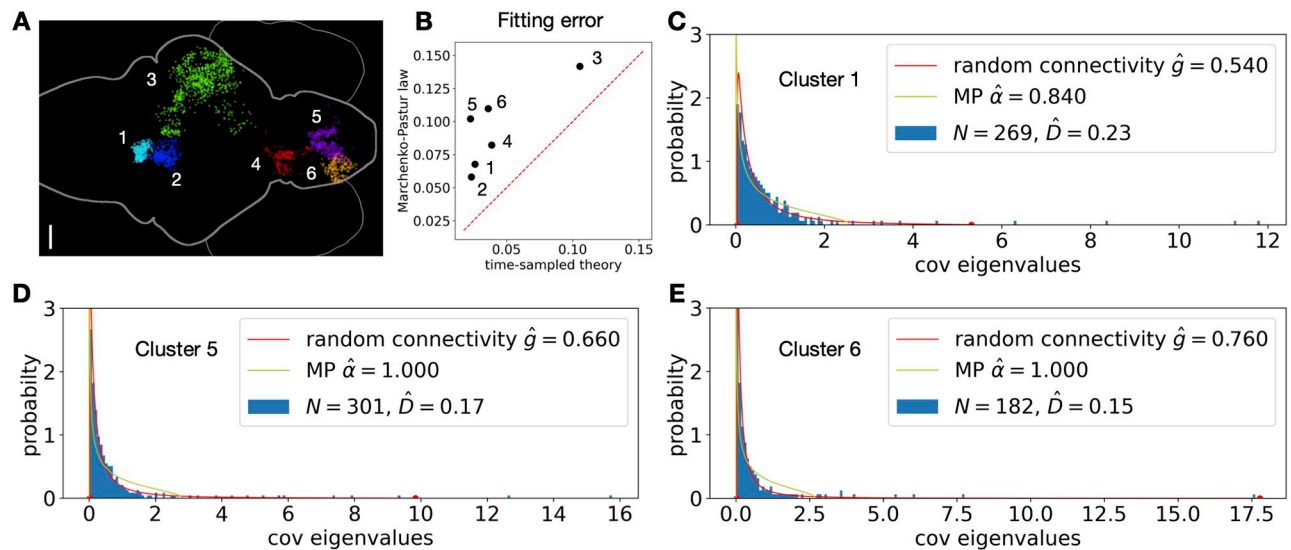 A
3
1
2
4
5
6
B
Fitting error
Marchenko-Pastur law
0.150
0.125
0.100
0.075
0.050
0.025
3
5
6
4
1
2
0.05
0.10
0.15
time-sampled theory
C
probabilty
3
2
1
0
Cluster 1
random connectivity ĝ = 0.540
MP α̂ = 0.840
N = 269, D̂ = 0.23
0 2 4 6 8 10 12
cov eigenvalues
D
probabilty
3
2
1
0
Cluster 5
random connectivity ĝ = 0.660
MP α̂ = 1.000
N = 301, D̂ = 0.17
0 2 4 6 8 10 12 14 16
cov eigenvalues
E
probabilty
3
2
1
0
Cluster 6
random connectivity ĝ = 0.760
MP α̂ = 1.000
N = 182, D̂ = 0.15
0.0 2.5 5.0 7.5 10.0 12.5 15.0 17.5
cov eigenvalues